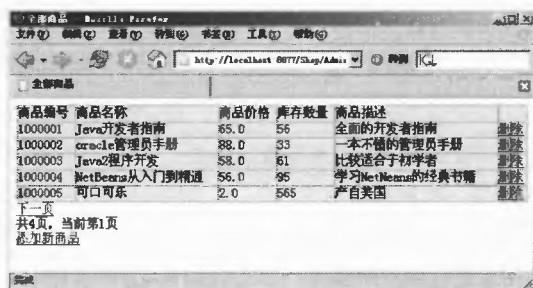 全部商品 - Mozilla Firefox
文件(F) 编辑(E) 查看(V) 转到(G) 书签(B) 工具(T) 帮助(H)
http://localhost:8077/Shop/Admin 转到
全部商品
商品编号 商品名称 商品价格 库存数量 商品描述
1000001 Java开发者指南 65.0 56 全面的开发者指南 删除
1000002 oracle管理员手册 88.0 33 一本不错的管理员手册 删除
1000003 Java2程序开发 58.0 61 比较适合于初学者 删除
1000004 NetBeans从入门到精通 56.0 95 学习NetNeans的经典书籍 删除
1000005 可口可乐 2.0 565 产自美国 删除
下一页
共4页，当前第1页
添加新商品
完成